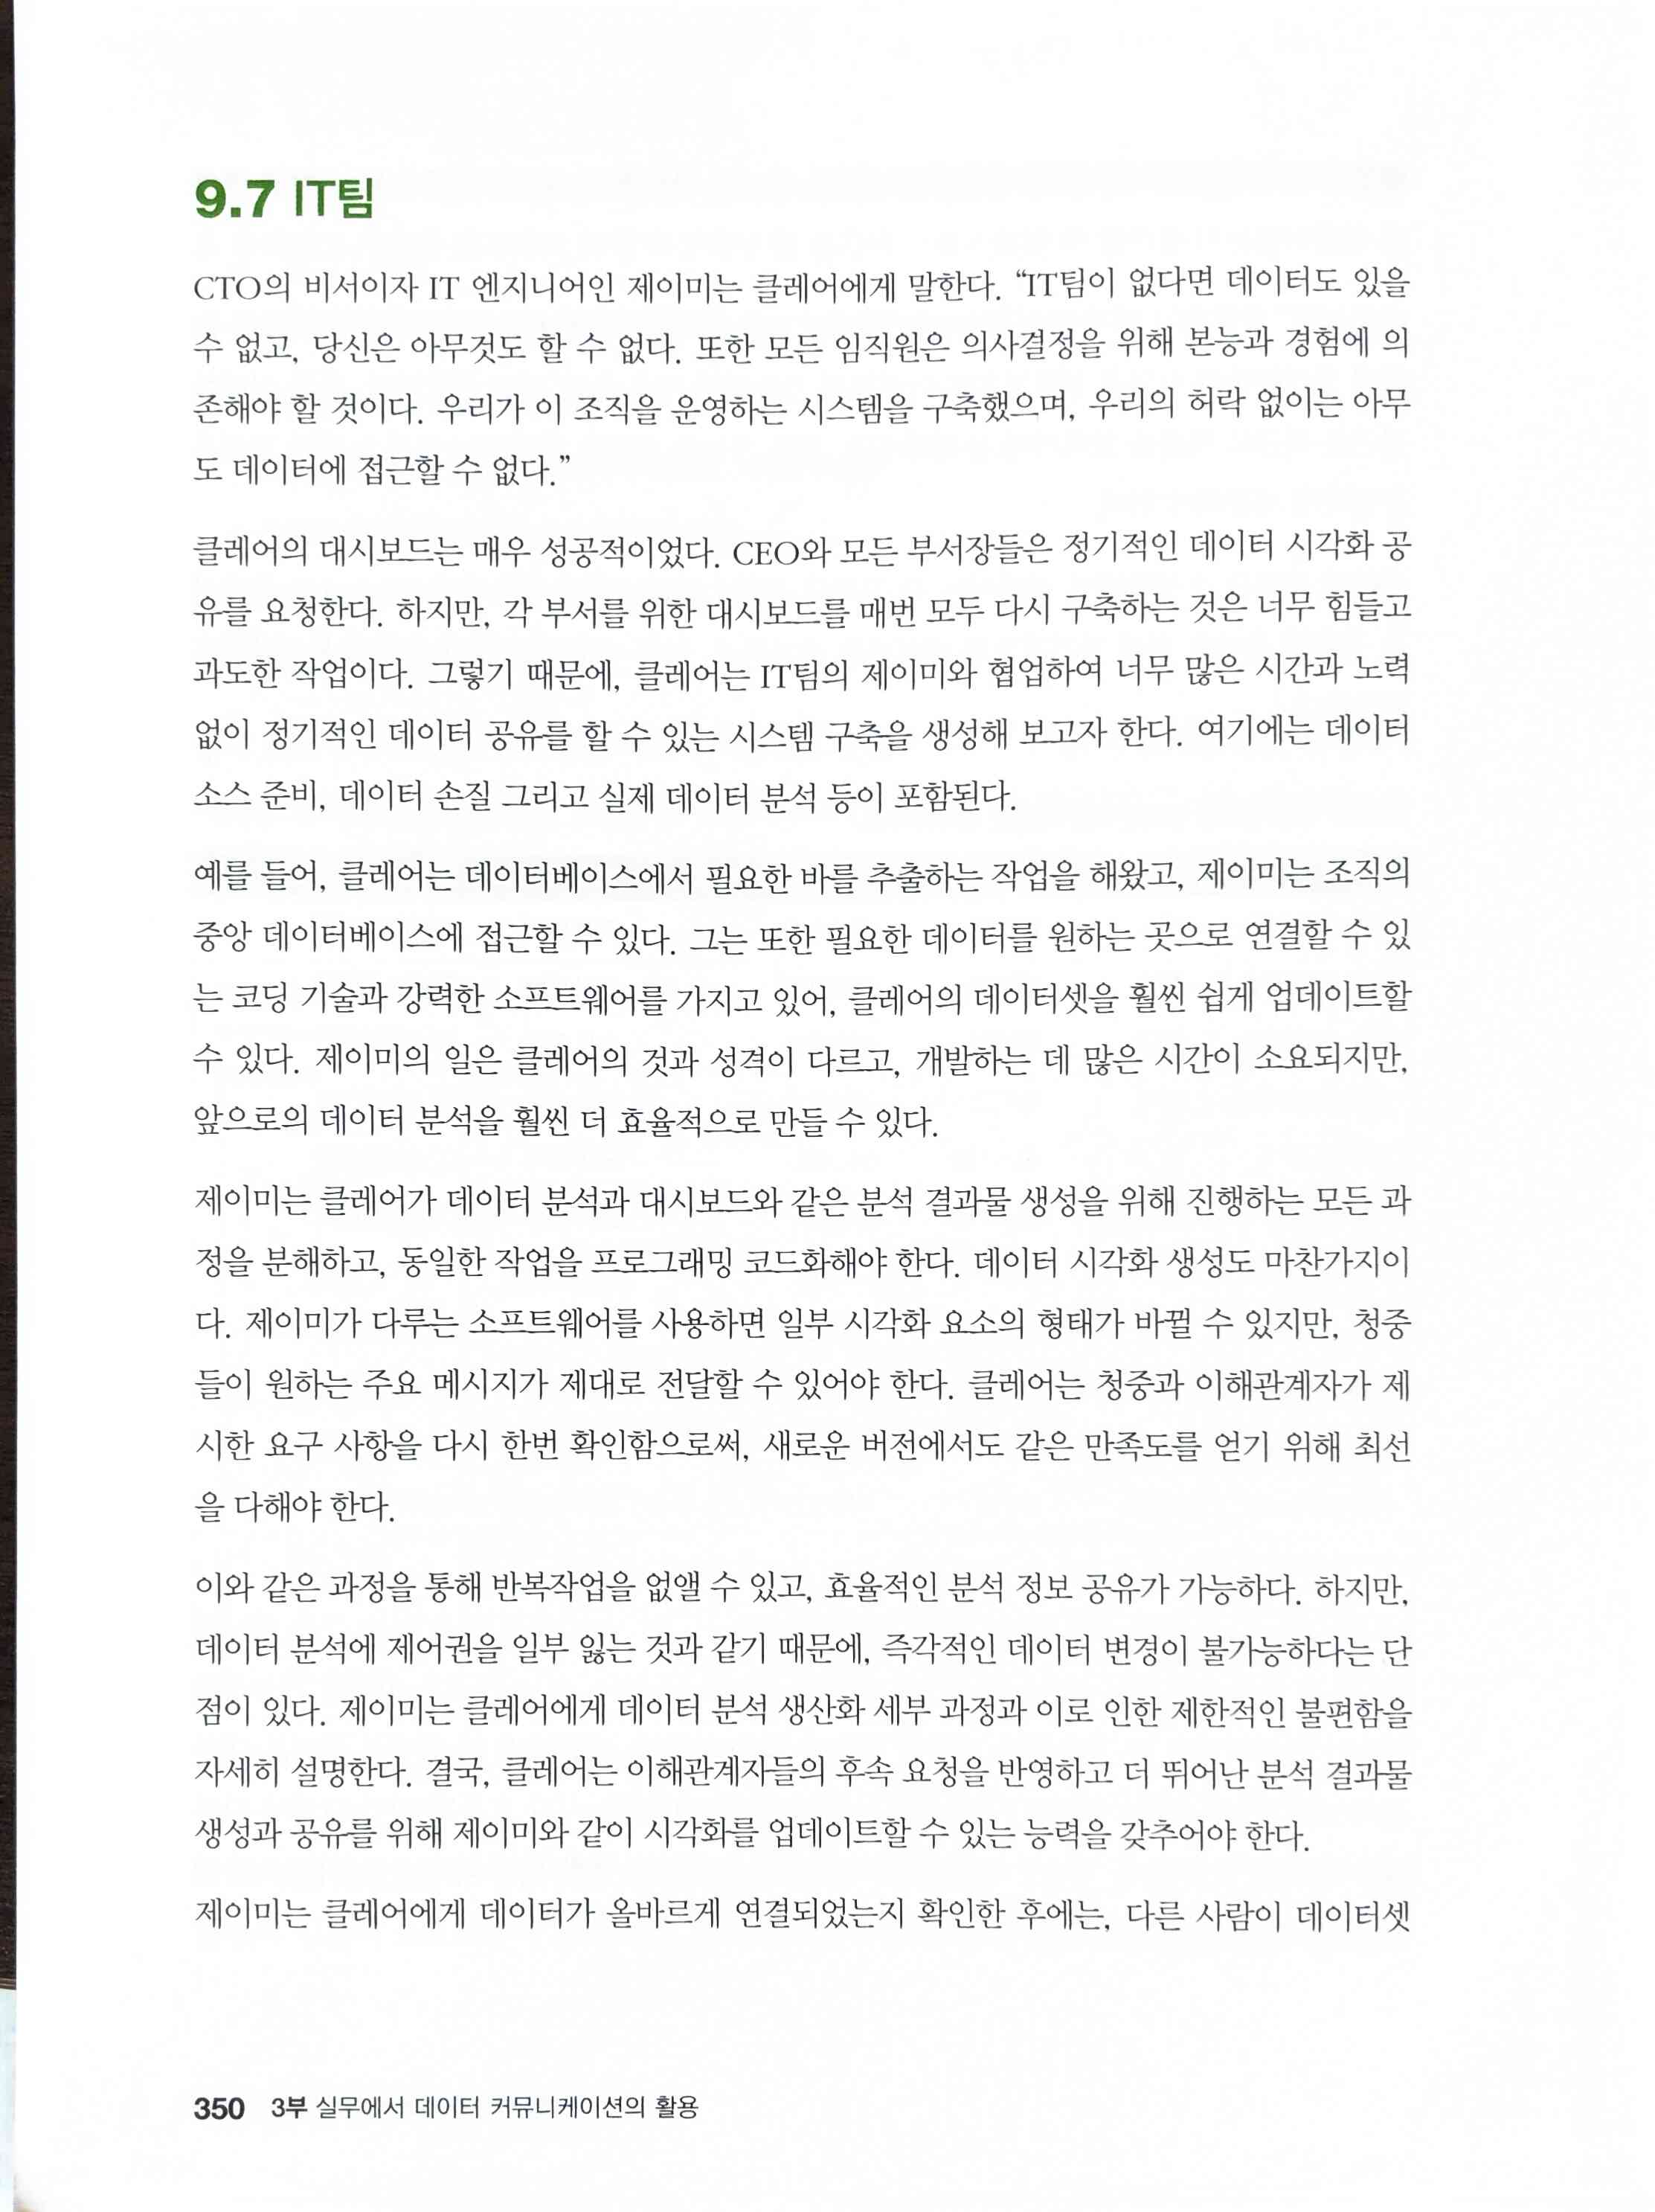 9.7 IT팀
CTO의 비서이자 IT 엔지니어인 제이미는 클레어에게 말한다. “IT팀이 없다면 데이터도 있을
수 없고, 당신은 아무것도 할 수 없다. 또한 모든 임직원은 의사결정을 위해 본능과 경험에 의
존해야 할 것이다. 우리가 이 조직을 운영하는 시스템을 구축했으며, 우리의 허락 없이는 아무
도 데이터에 접근할 수 없다.”
클레어의 대시보드는 매우 성공적이었다. CEO와 모든 부서장들은 정기적인 데이터 시각화 공
유를 요청한다. 하지만, 각 부서를 위한 대시보드를 매번 모두 다시 구축하는 것은 너무 힘들고
과도한 작업이다. 그렇기 때문에, 클레어는 IT팀의 제이미와 협업하여 너무 많은 시간과 노력
없이 정기적인 데이터 공유를 할 수 있는 시스템 구축을 생성해 보고자 한다. 여기에는 데이터
소스 준비, 데이터 손질 그리고 실제 데이터 분석 등이 포함된다.
예를 들어, 클레어는 데이터베이스에서 필요한 바를 추출하는 작업을 해왔고, 제이미는 조직의
중앙 데이터베이스에 접근할 수 있다. 그는 또한 필요한 데이터를 원하는 곳으로 연결할 수 있
는 코딩 기술과 강력한 소프트웨어를 가지고 있어, 클레어의 데이터셋을 훨씬 쉽게 업데이트할
수 있다. 제이미의 일은 클레어의 것과 성격이 다르고, 개발하는 데 많은 시간이 소요되지만,
앞으로의 데이터 분석을 훨씬 더 효율적으로 만들 수 있다.
제이미는 클레어가 데이터 분석과 대시보드와 같은 분석 결과물 생성을 위해 진행하는 모든 과
정을 분해하고, 동일한 작업을 프로그래밍 코드화해야 한다. 데이터 시각화 생성도 마찬가지이
다. 제이미가 다루는 소프트웨어를 사용하면 일부 시각화 요소의 형태가 바뀔 수 있지만, 청중
들이 원하는 주요 메시지가 제대로 전달할 수 있어야 한다. 클레어는 청중과 이해관계자가 제
시한 요구 사항을 다시 한번 확인함으로써, 새로운 버전에서도 같은 만족도를 얻기 위해 최선
을 다해야 한다.
이와 같은 과정을 통해 반복작업을 없앨 수 있고, 효율적인 분석 정보 공유가 가능하다. 하지만,
데이터 분석에 제어권을 일부 잃는 것과 같기 때문에, 즉각적인 데이터 변경이 불가능하다는 단
점이 있다. 제이미는 클레어에게 데이터 분석 생산화 세부 과정과 이로 인한 제한적인 불편함을
자세히 설명한다. 결국, 클레어는 이해관계자들의 후속 요청을 반영하고 더 뛰어난 분석 결과물
생성과 공유를 위해 제이미와 같이 시각화를 업데이트할 수 있는 능력을 갖추어야 한다.
제이미는 클레어에게 데이터가 올바르게 연결되었는지 확인한 후에는, 다른 사람이 데이터셋
350 3부 실무에서 데이터 커뮤니케이션의 활용